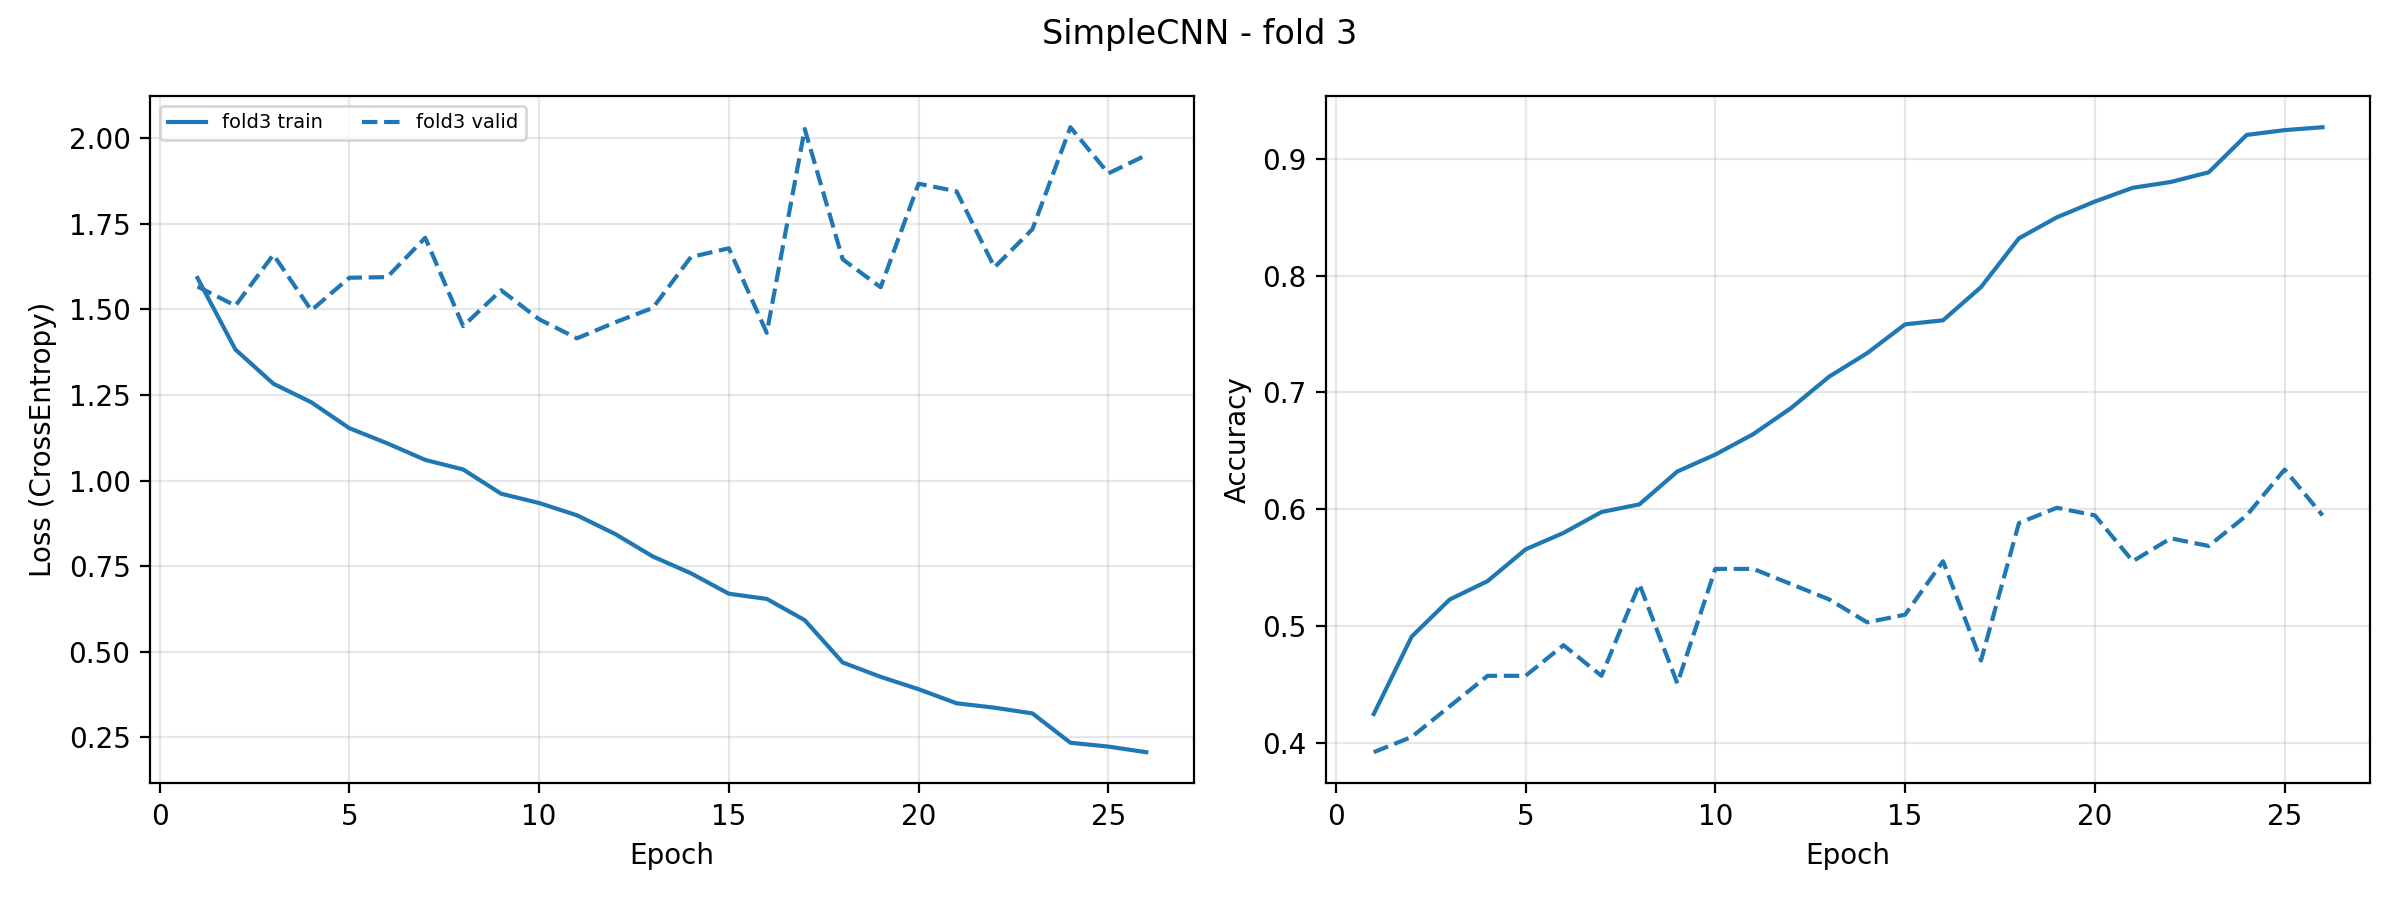 SimpleCNN - fold 3
fold3 train fold3 valid
Loss (CrossEntropy)
2.00
1.75
1.50
1.25
1.00
0.75
0.50
0.25
0 5 10 15 20 25
Epoch
Accuracy
0.9
0.8
0.7
0.6
0.5
0.4
0 5 10 15 20 25
Epoch